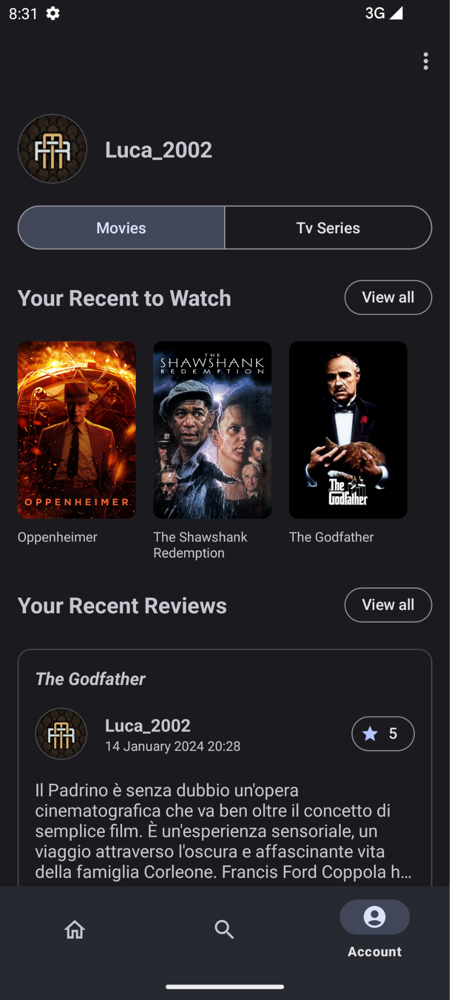 8:31
3G
Luca_2002
Movies
Tv Series
Your Recent to Watch
View all
OPPENHEIMER
THE
SHAWSHANK
REDEMPTION
The
Godfather
Oppenheimer
The Shawshank
Redemption
The Godfather
Your Recent Reviews
View all
The Godfather
Luca_2002
14 January 2024 20:28
5
Il Padrino è senza dubbio un'opera
cinematografica che va ben oltre il concetto di
semplice film. È un'esperienza sensoriale, un
viaggio attraverso l'oscura e affascinante vita
della famiglia Corleone. Francis Ford Coppola h...
Account